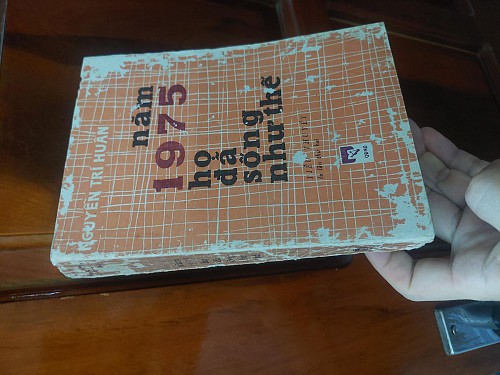 NGUYỄN TRÍ HUÂN
năm
1975
họ
đã
sống
như thế